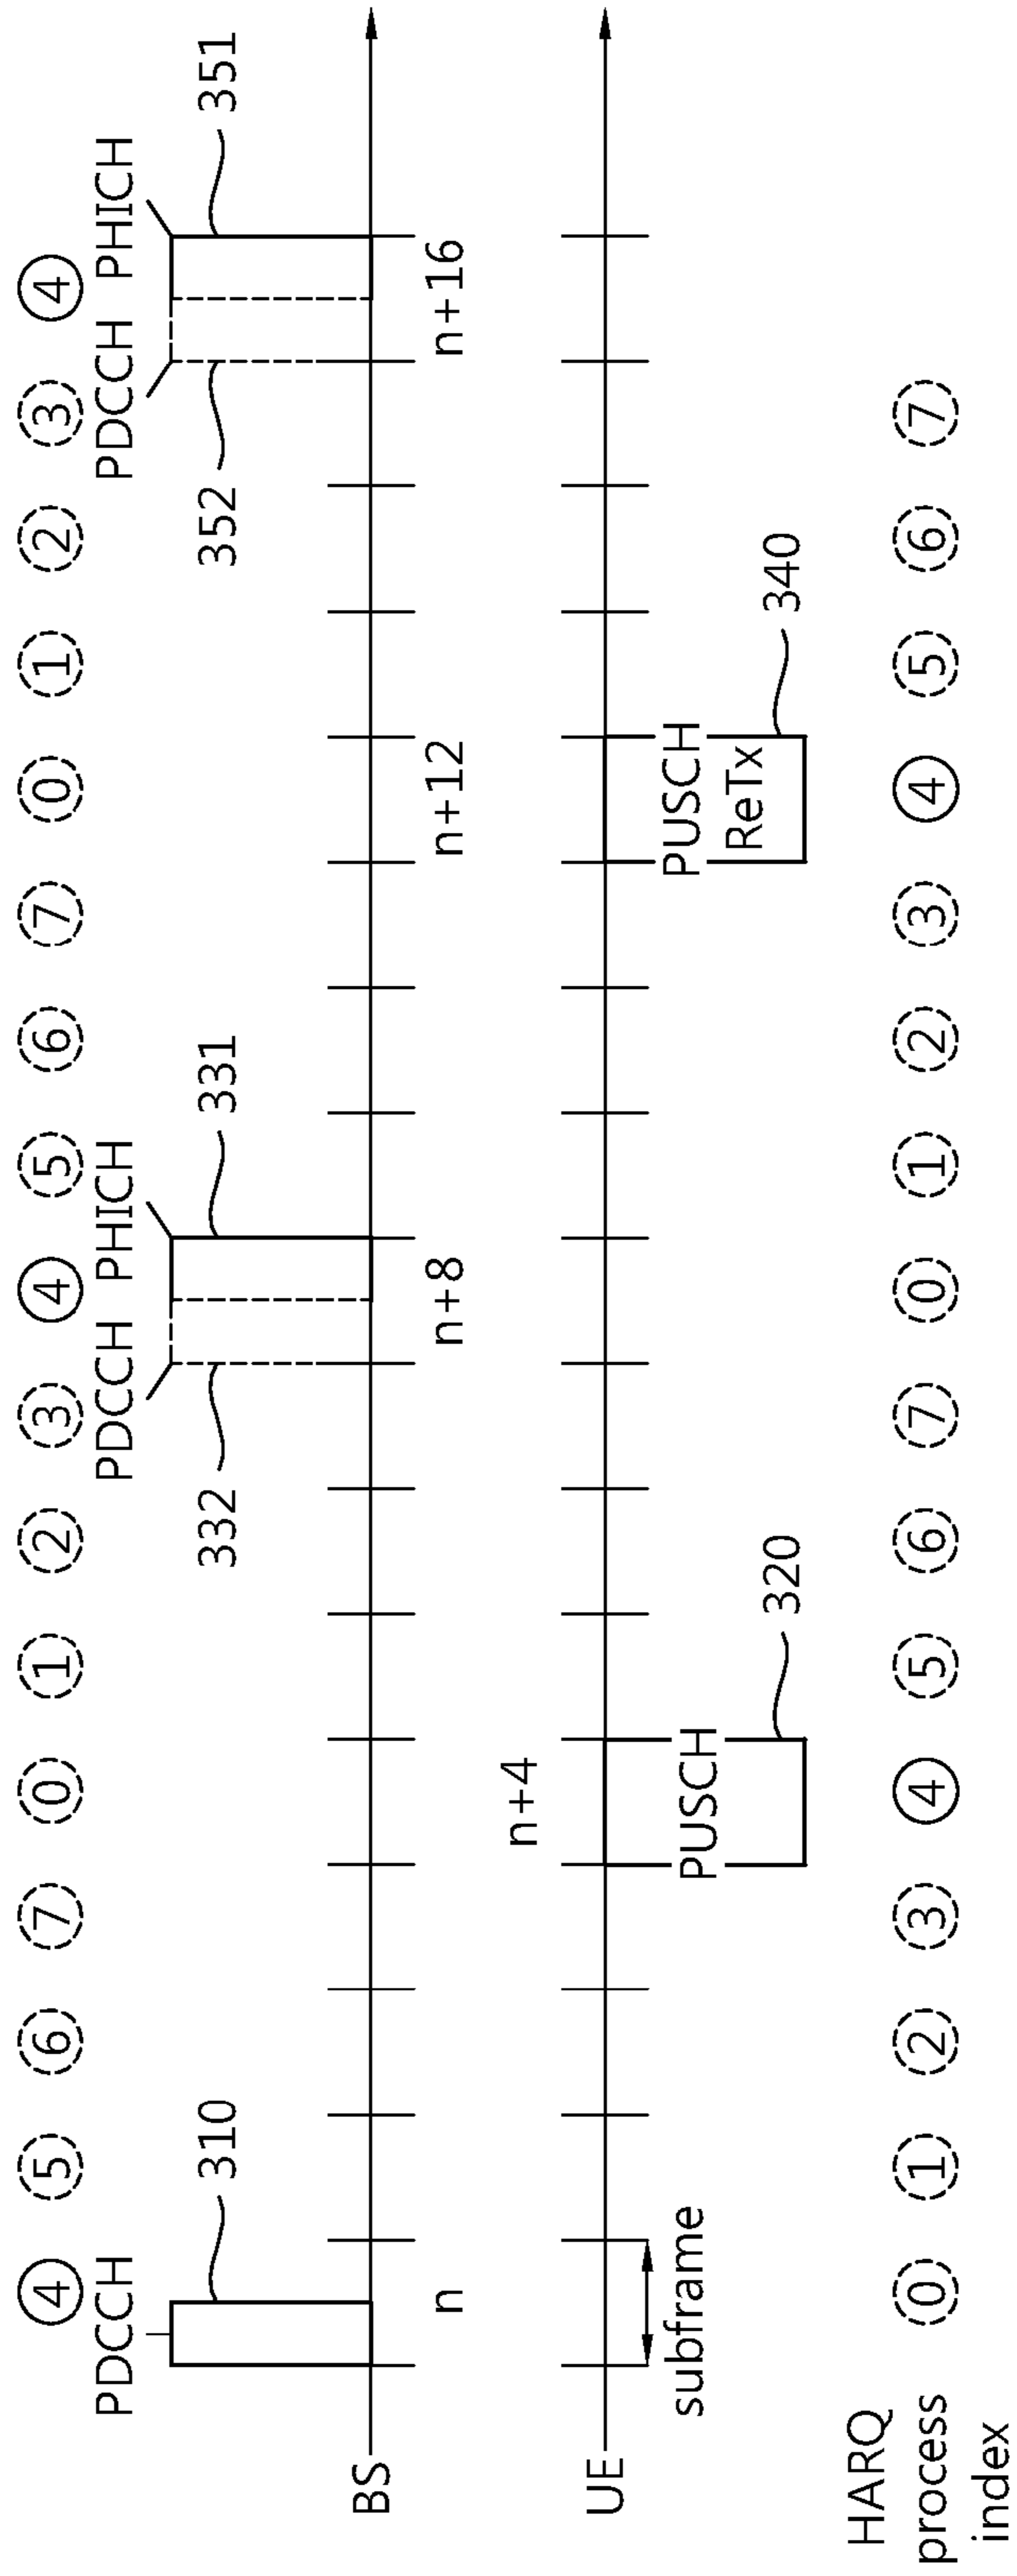 4 5 6 7 0 1 2 3 4 5 6 7 0 1 2 3 4
PDCCH PDCCH PHICH PDCCH PHICH
310 332 331 352 351
BS
n n+8 n+12 n+16
n+4
UE
subframe
PUSCH PUSCH
ReTx
320 340
HARQ
process
index
0 1 2 3 4 5 6 7 0 1 2 3 4 5 6 7